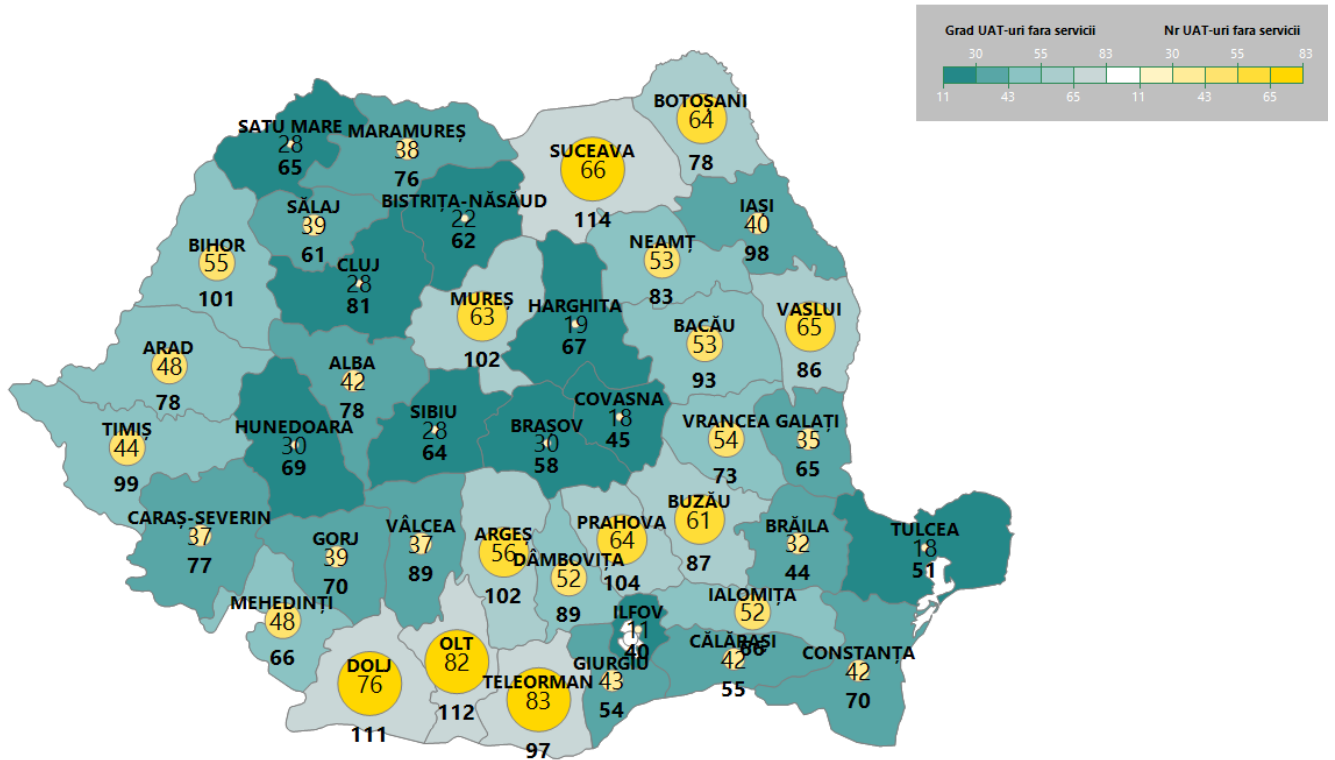 Grad UAT-uri fara servicii
Nr UAT-uri fara servicii
30 55 83 30 55 83
11 43 65 11 43 65
BOTOȘANI
64
78
SATU MARE
28
65
MARAMUREȘ
38
76
SUCEAVA
66
114
BISTRIȚA-NĂSĂUD
22
62
SĂLAJ
39
61
IAȘI
40
98
BIHOR
55
101
NEAMȚ
53
83
CLUJ
28
81
MUREȘ
63
102
HARGHITA
19
67
VASLUI
65
86
BACĂU
53
93
ARAD
48
78
ALBA
42
78
COVASNA
18
45
SIBIU
28
64
HUNEDOARA
30
69
BRASOV
30
58
VRANCEA
54
73
GALAȚI
35
65
TIMIȘ
44
99
BUZĂU
61
87
CARAȘ-SEVERIN
37
77
VÂLCEA
37
89
PRAHOVA
64
104
BRĂILA
32
44
TULCEA
18
51
GORJ
39
70
ARGEȘ
56
102
DÂMBOVIȚA
52
89
IALOMIȚA
52
66
MEHEDINȚI
48
66
ILFOV
11
40
CĂLĂRAȘI
42
55
CONSTANȚA
42
70
OLT
82
112
DOLJ
76
111
GIURGIU
43
54
TELEORMAN
83
97